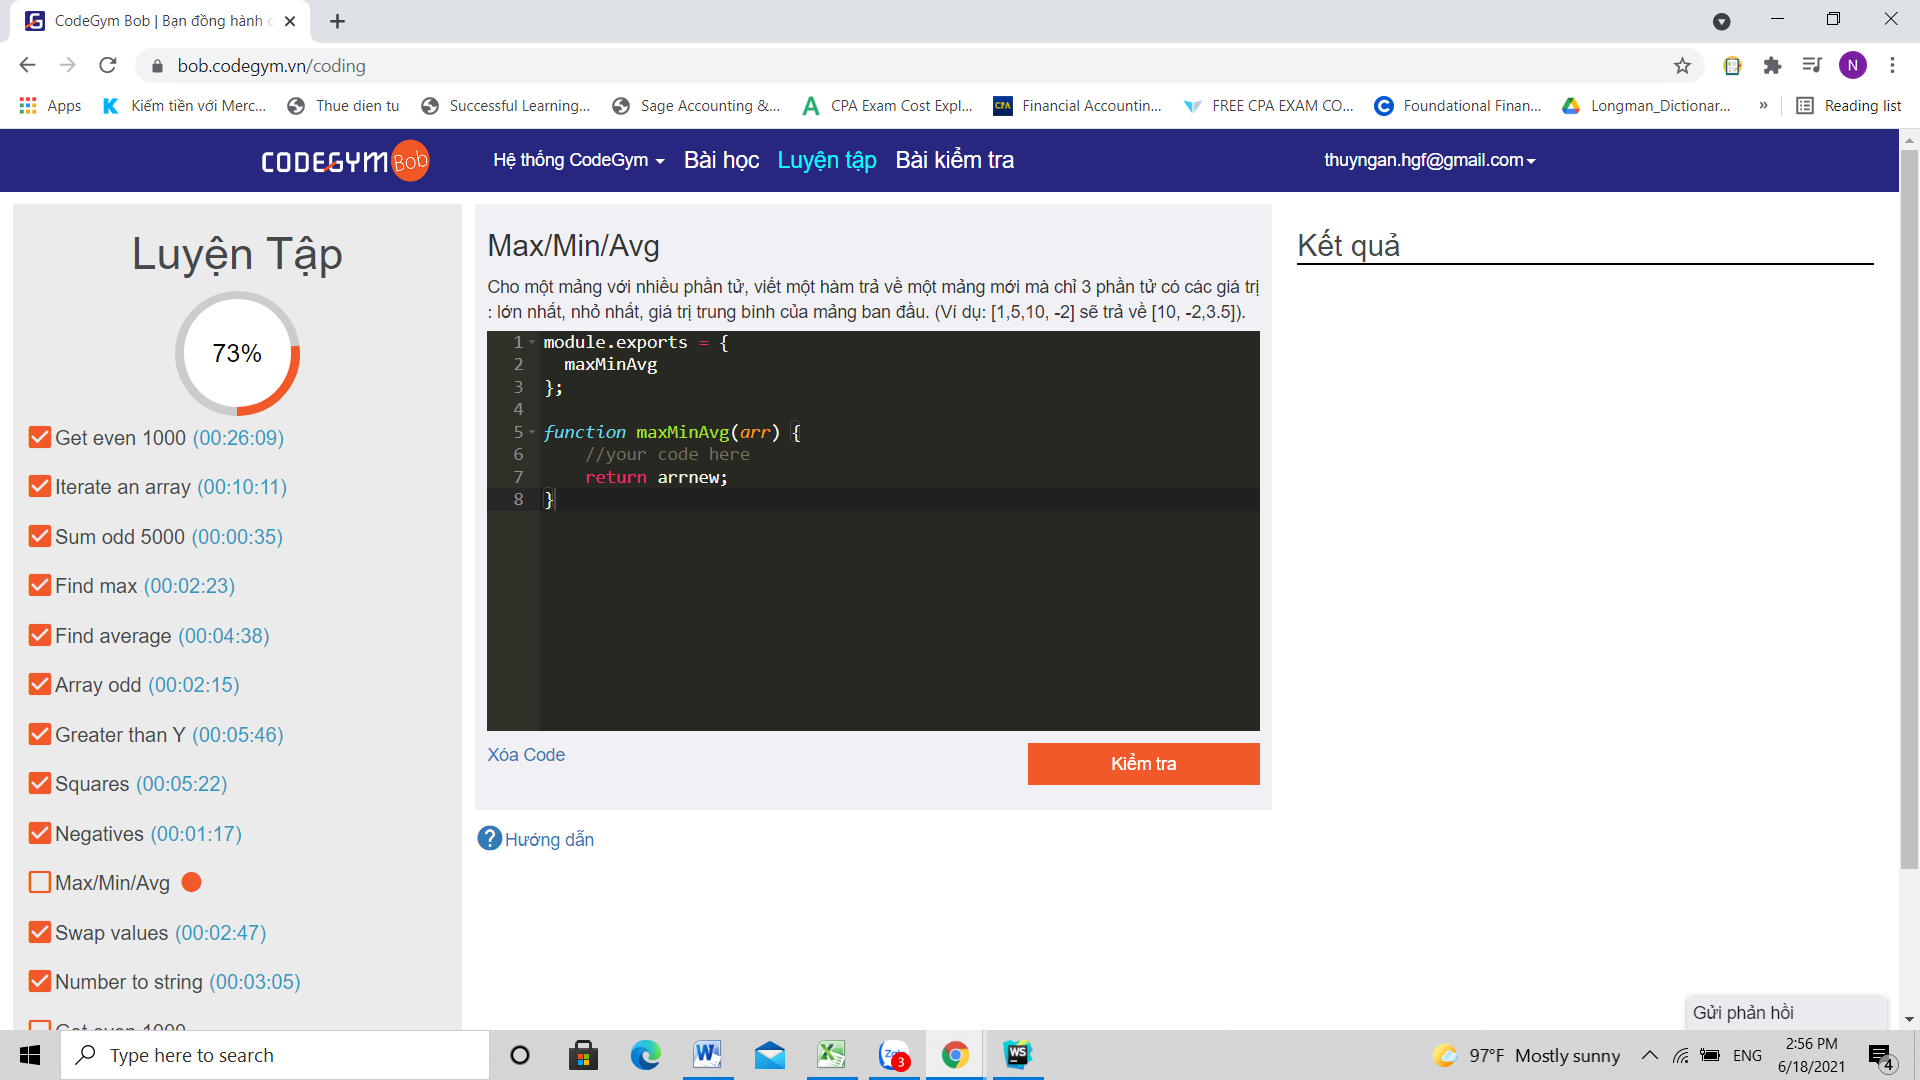 CodeGym Bob | Bạn đồng hành c
bob.codegym.vn/coding
N
Apps
Kiếm tiền với Merc...
Thue dien tu
Successful Learning...
Sage Accounting &...
CPA Exam Cost Expl...
Financial Accountin...
FREE CPA EXAM CO...
Foundational Finan...
Longman_Dictionar...
»
Reading list
CODEGYM Bob
Hệ thống CodeGym
Bài học
Luyện tập
Bài kiểm tra
thuyngan.hgf@gmail.com
Luyện Tập
73%
Get even 1000 (00:26:09)
Iterate an array (00:10:11)
Sum odd 5000 (00:00:35)
Find max (00:02:23)
Find average (00:04:38)
Array odd (00:02:15)
Greater than Y (00:05:46)
Squares (00:05:22)
Negatives (00:01:17)
Max/Min/Avg
Swap values (00:02:47)
Number to string (00:03:05)
Get even 1000
Max/Min/Avg
Cho một mảng với nhiều phần tử, viết một hàm trả về một mảng mới mà chỉ 3 phần tử có các giá trị
: lớn nhất, nhỏ nhất, giá trị trung bình của mảng ban đầu. (Ví dụ: [1,5,10, -2] sẽ trả về [10, -2,3.5]).
1 module.exports = {
2 maxMinAvg
3 };
4
5 function maxMinAvg(arr) {
6 //your code here
7 return arrnew;
8 }
Xóa Code
Kiểm tra
Hướng dẫn
Kết quả
Gửi phản hồi
Type here to search
3
WS
97°F Mostly sunny
ENG
2:56 PM
6/18/2021
4